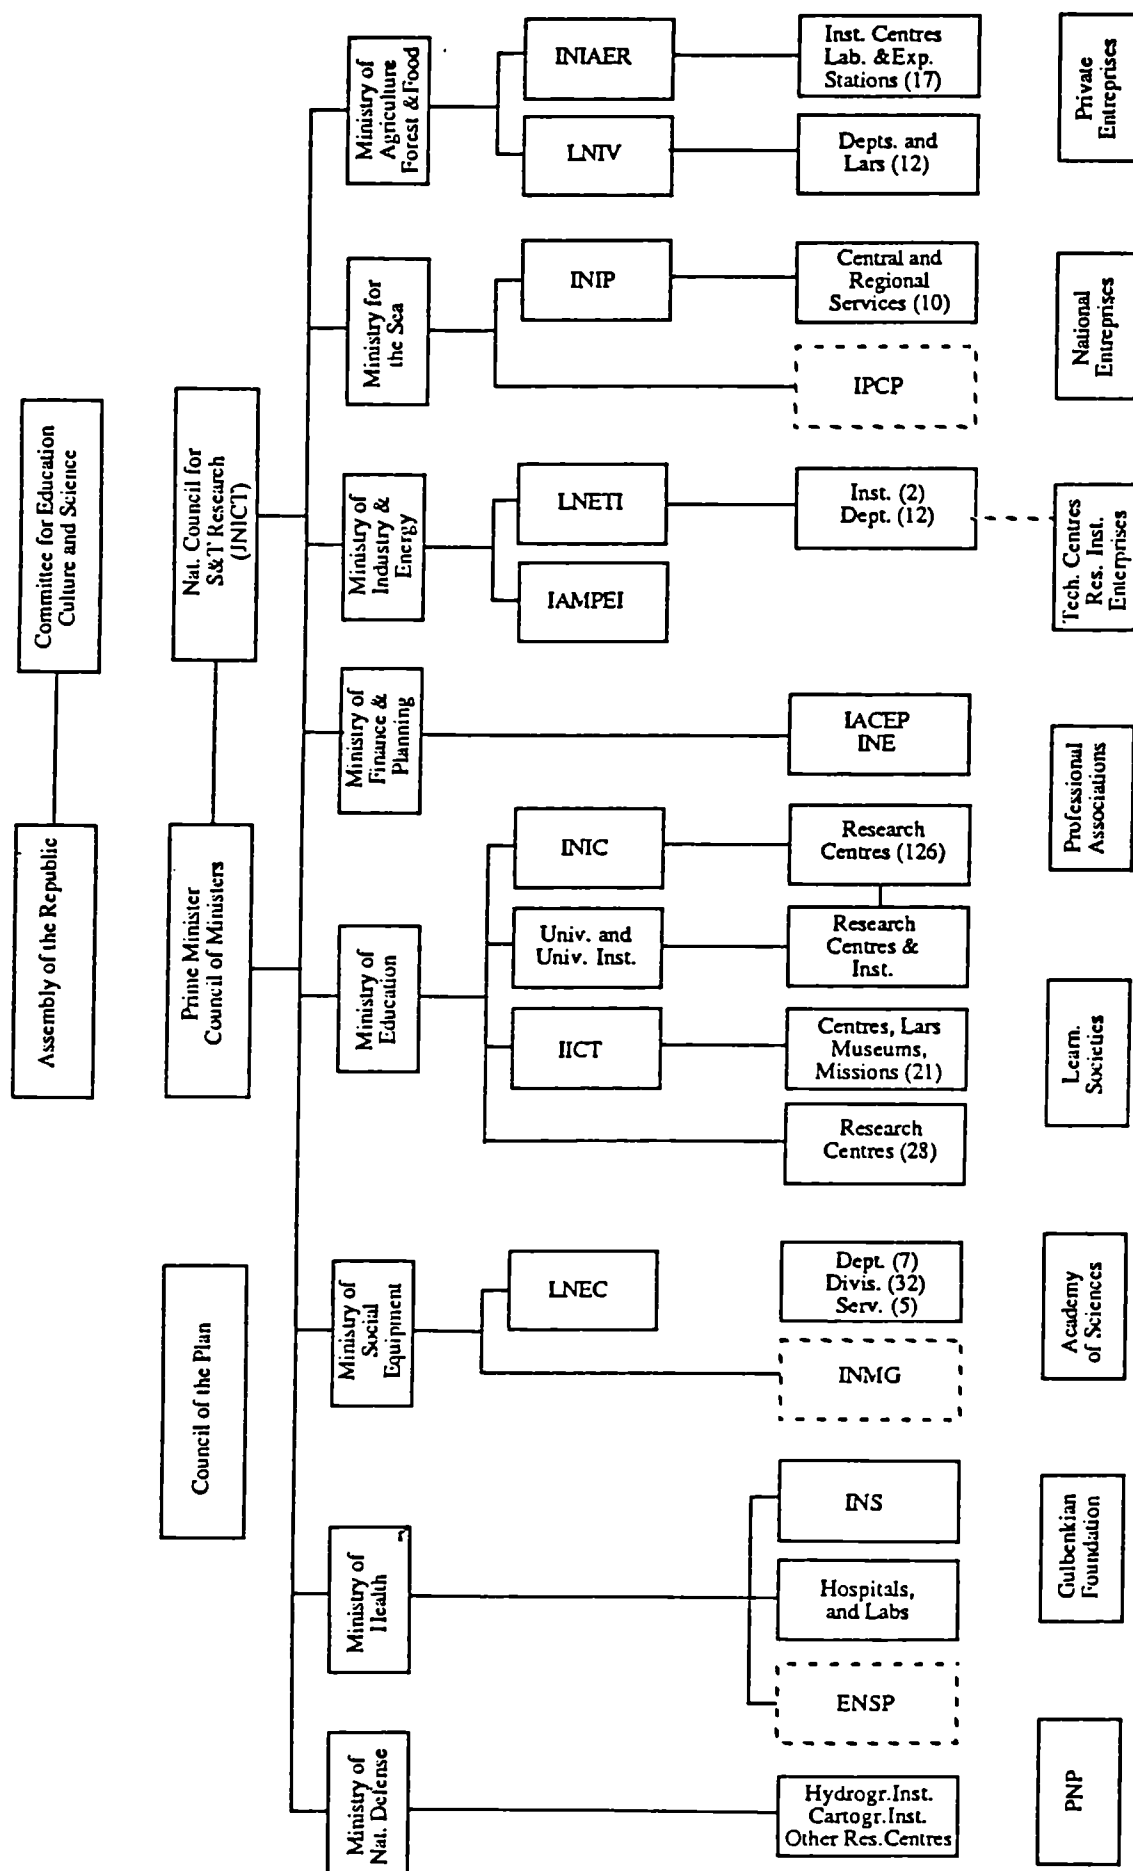 Assembly of the Republic
Committee for Education
Culture and Science
Council of the Plan
Prime Minister
Council of Ministers
Nat. Council for
S&T Research
(JNICT)
Ministry of
Nat. Defense
Ministry of
Health
Ministry of
Social
Equipment
Ministry of
Education
Ministry of
Finance &
Planning
Ministry of
Industry &
Energy
Ministry for
the Sea
Ministry of
Agriculture
Forest & Food
LNEC
IICT
Univ. and
Univ. Inst.
INIC
IAMPEI
LNETI
INIP
LNIV
INIAER
Hydrogr.Inst.
Cartogr.Inst.
Other Res.Centres
ENSP
Hospitals,
and Labs
INS
INMG
Dept. (7)
Divis. (32)
Serv. (5)
Research
Centres (28)
Centres, Lars
Museums,
Missions (21)
Research
Centres &
Inst.
Research
Centres (126)
IACEP
INE
Inst. (2)
Dept. (12)
IPCP
Central and
Regional
Services (10)
Depts. and
Lars (12)
Inst. Centres
Lab. &Exp.
Stations (17)
PNP
Gulbenkian
Foundation
Academy
of Sciences
Learn.
Societies
Professional
Associations
Tech. Centres
Res. Inst.
Enterprises
National
Entreprises
Private
Entreprises